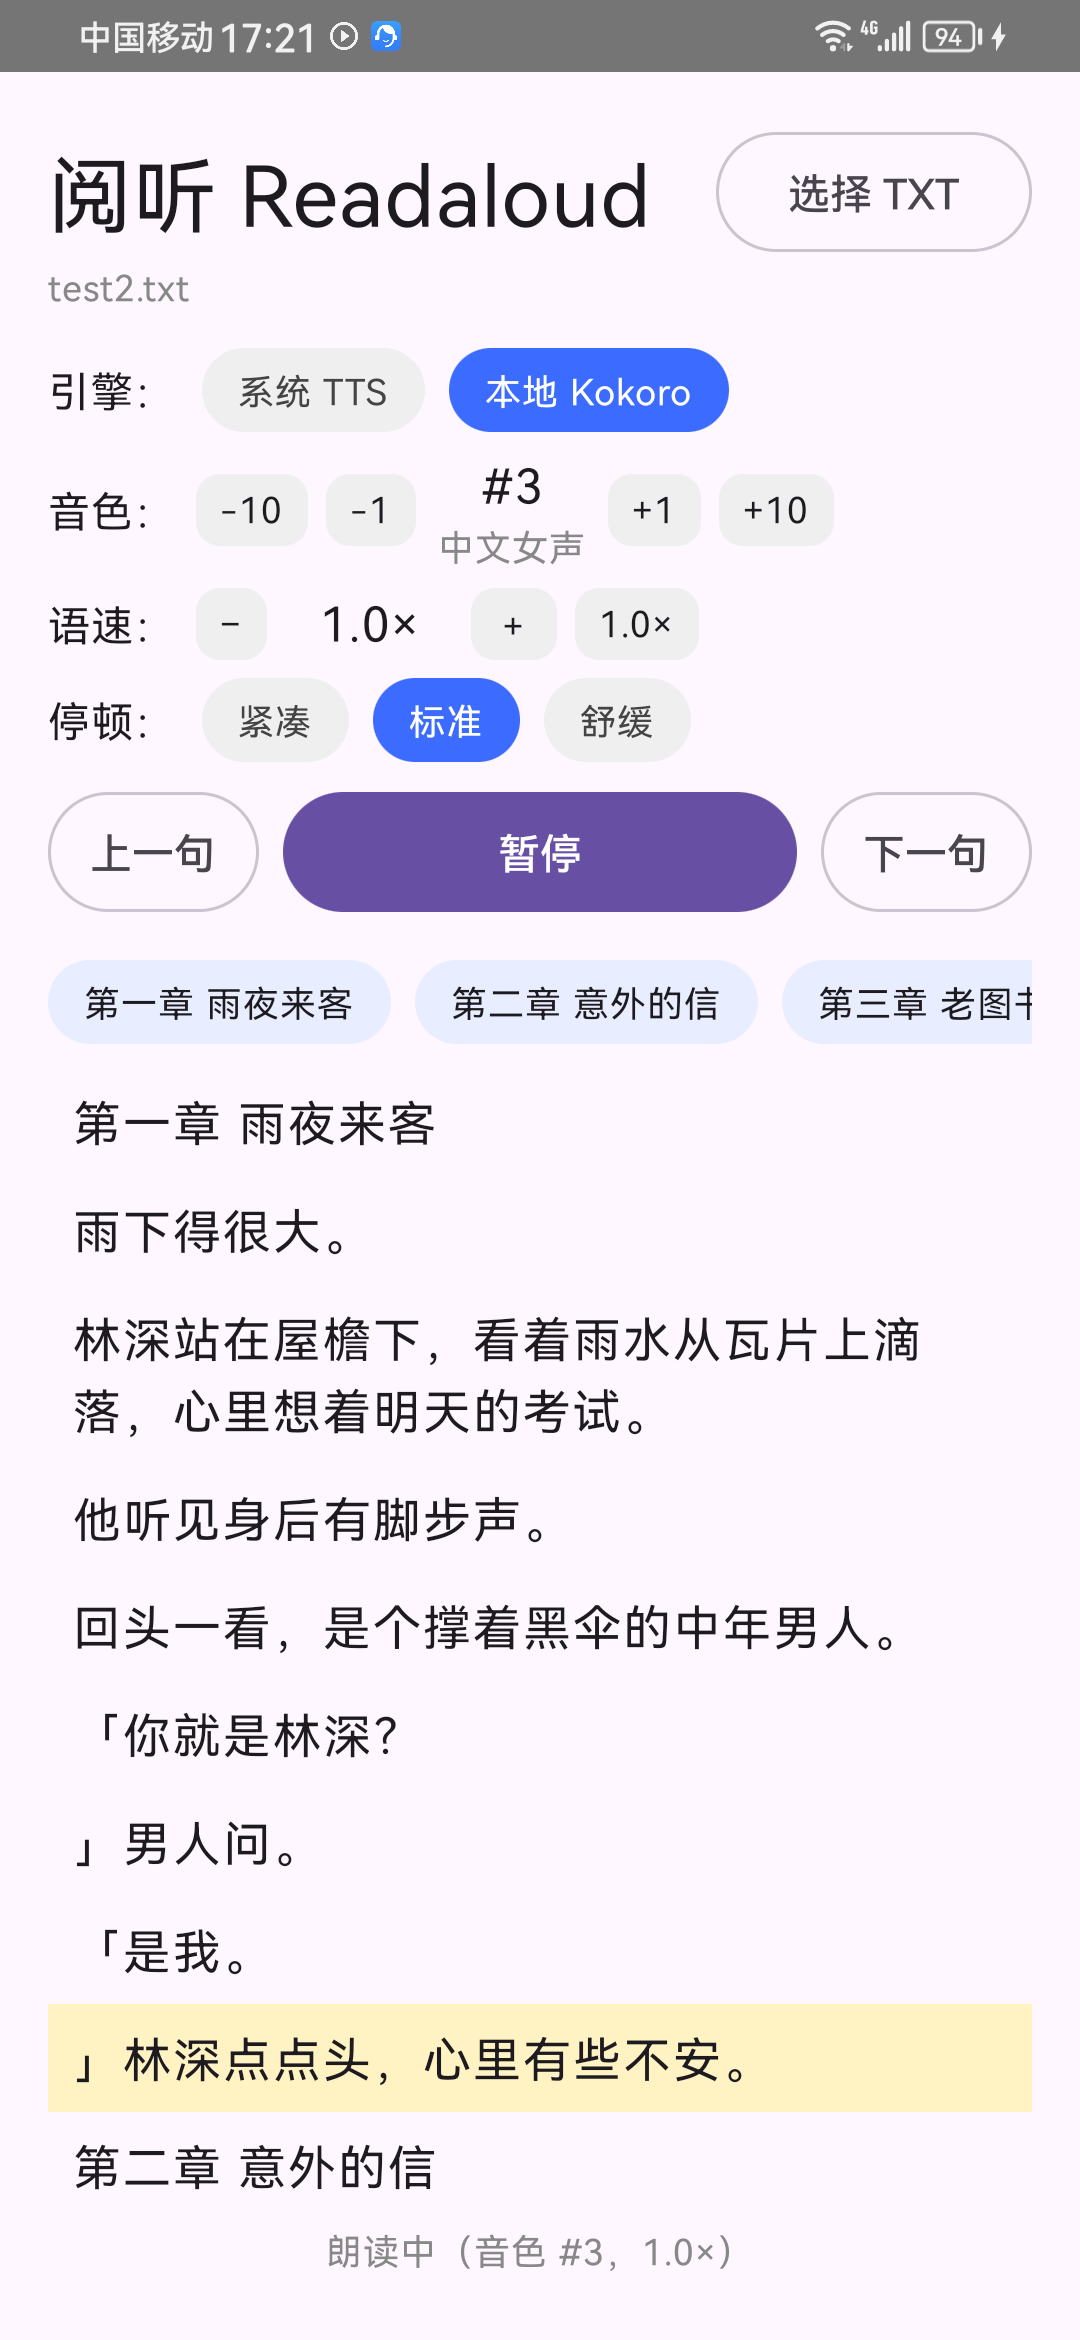 中国移动 17:21 4G 94
阅听 Readaloud
选择 TXT
test2.txt
引擎： 系统 TTS 本地 Kokoro
音色： -10 -1 #3 +1 +10
中文女声
语速： − 1.0× + 1.0×
停顿： 紧凑 标准 舒缓
上一句 暂停 下一句
第一章 雨夜来客 第二章 意外的信 第三章 老图
第一章 雨夜来客
雨下得很大。
林深站在屋檐下，看着雨水从瓦片上滴
落，心里想着明天的考试。
他听见身后有脚步声。
回头一看，是个撑着黑伞的中年男人。
「你就是林深？
」男人问。
「是我。
」林深点点头，心里有些不安。
第二章 意外的信
朗读中（音色 #3，1.0×）